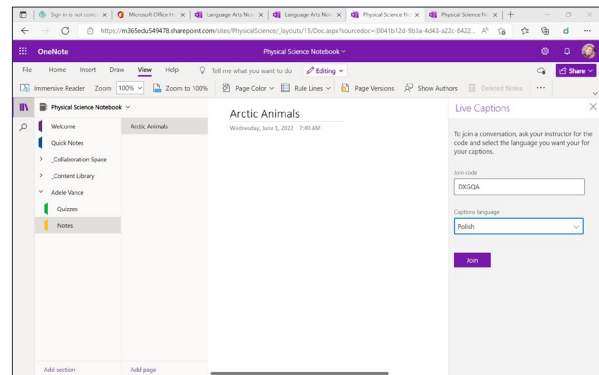 Sign in is not comp
Microsoft Office Ho
Language Arts Note
Language Arts Note
Physical Science No
Physical Science No
https://m365edu549478.sharepoint.com/sites/PhysicalScience/_layouts/15/Doc.aspx?sourcedoc={0041b12d-9b3a-4d43-a22c-8422...
OneNote
Physical Science Notebook
File Home Insert Draw View Help Tell me what you want to do Editing Share
Immersive Reader Zoom 100% Zoom to 100% Page Color Rule Lines Page Versions Show Authors Deleted Notes ...
Physical Science Notebook
Welcome
Quick Notes
_Collaboration Space
_Content Library
Adele Vance
Quizzes
Notes
Add section
Arctic Animals
Add page
Arctic Animals
Wednesday, June 1, 2022 7:40 AM
Live Captions
To join a conversation, ask your instructor for the
code and select the language you want your for
your captions.
Join code
DXGQA
Captions language
Polish
Join